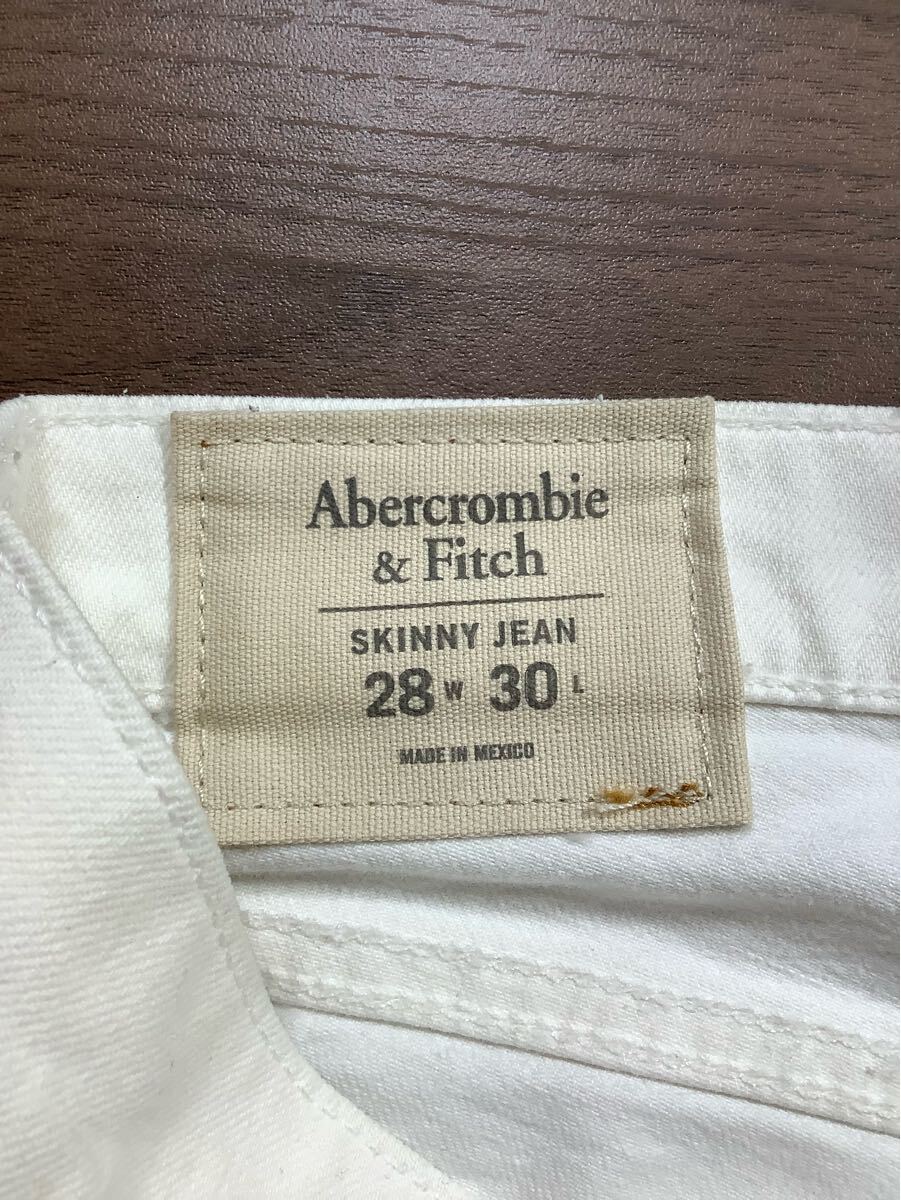 Abercrombie
& Fitch
SKINNY JEAN
28 W 30 L
MADE IN MEXICO